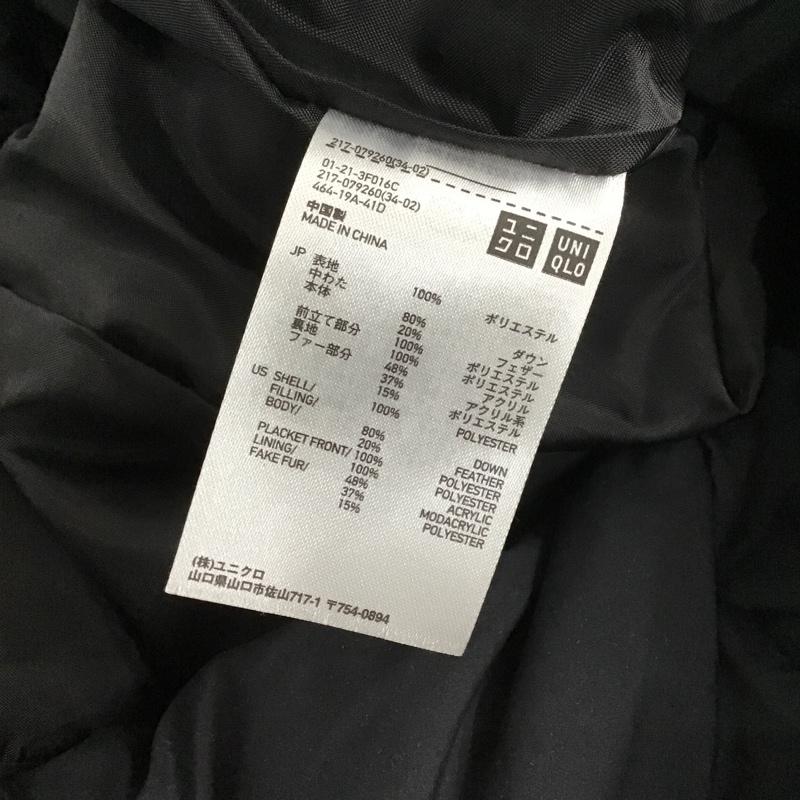 217-079260(34-02)
01-21-3F016C
217-079260(34-02)
464-19A-41D
中国製
MADE IN CHINA
ユニ
クロ
UNI
QLO
JP 表地 100% ポリエステル
中わた
本体 80% ダウン
20% フェザー
前立て部分 100% ポリエステル
裏地 100% ポリエステル
ファー部分 48% アクリル
37% アクリル系
15% ポリエステル
US SHELL/ 100% POLYESTER
FILLING/
BODY/ 80% DOWN
20% FEATHER
PLACKET FRONT/ 100% POLYESTER
LINING/ 100% POLYESTER
FAKE FUR/ 48% ACRYLIC
37% MODACRYLIC
15% POLYESTER
(株)ユニクロ
山口県山口市佐山717-1 〒754-0894